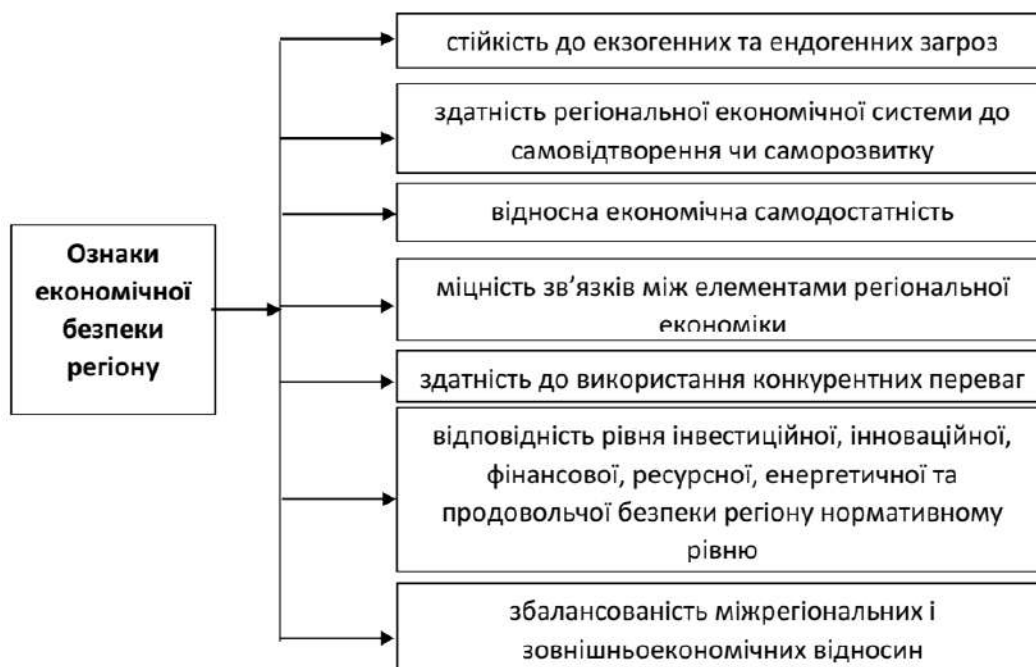 Ознаки
економічної
безпеки
регіону
стійкість до екзогенних та ендогенних загроз
здатність регіональної економічної системи до
самовідтворення чи саморозвитку
відносна економічна самодостатність
міцність зв’язків між елементами регіональної
економіки
здатність до використання конкурентних переваг
відповідність рівня інвестиційної, інноваційної,
фінансової, ресурсної, енергетичної та
продовольчої безпеки регіону нормативному
рівню
збалансованість міжрегіональних і
зовнішньоекономічних відносин